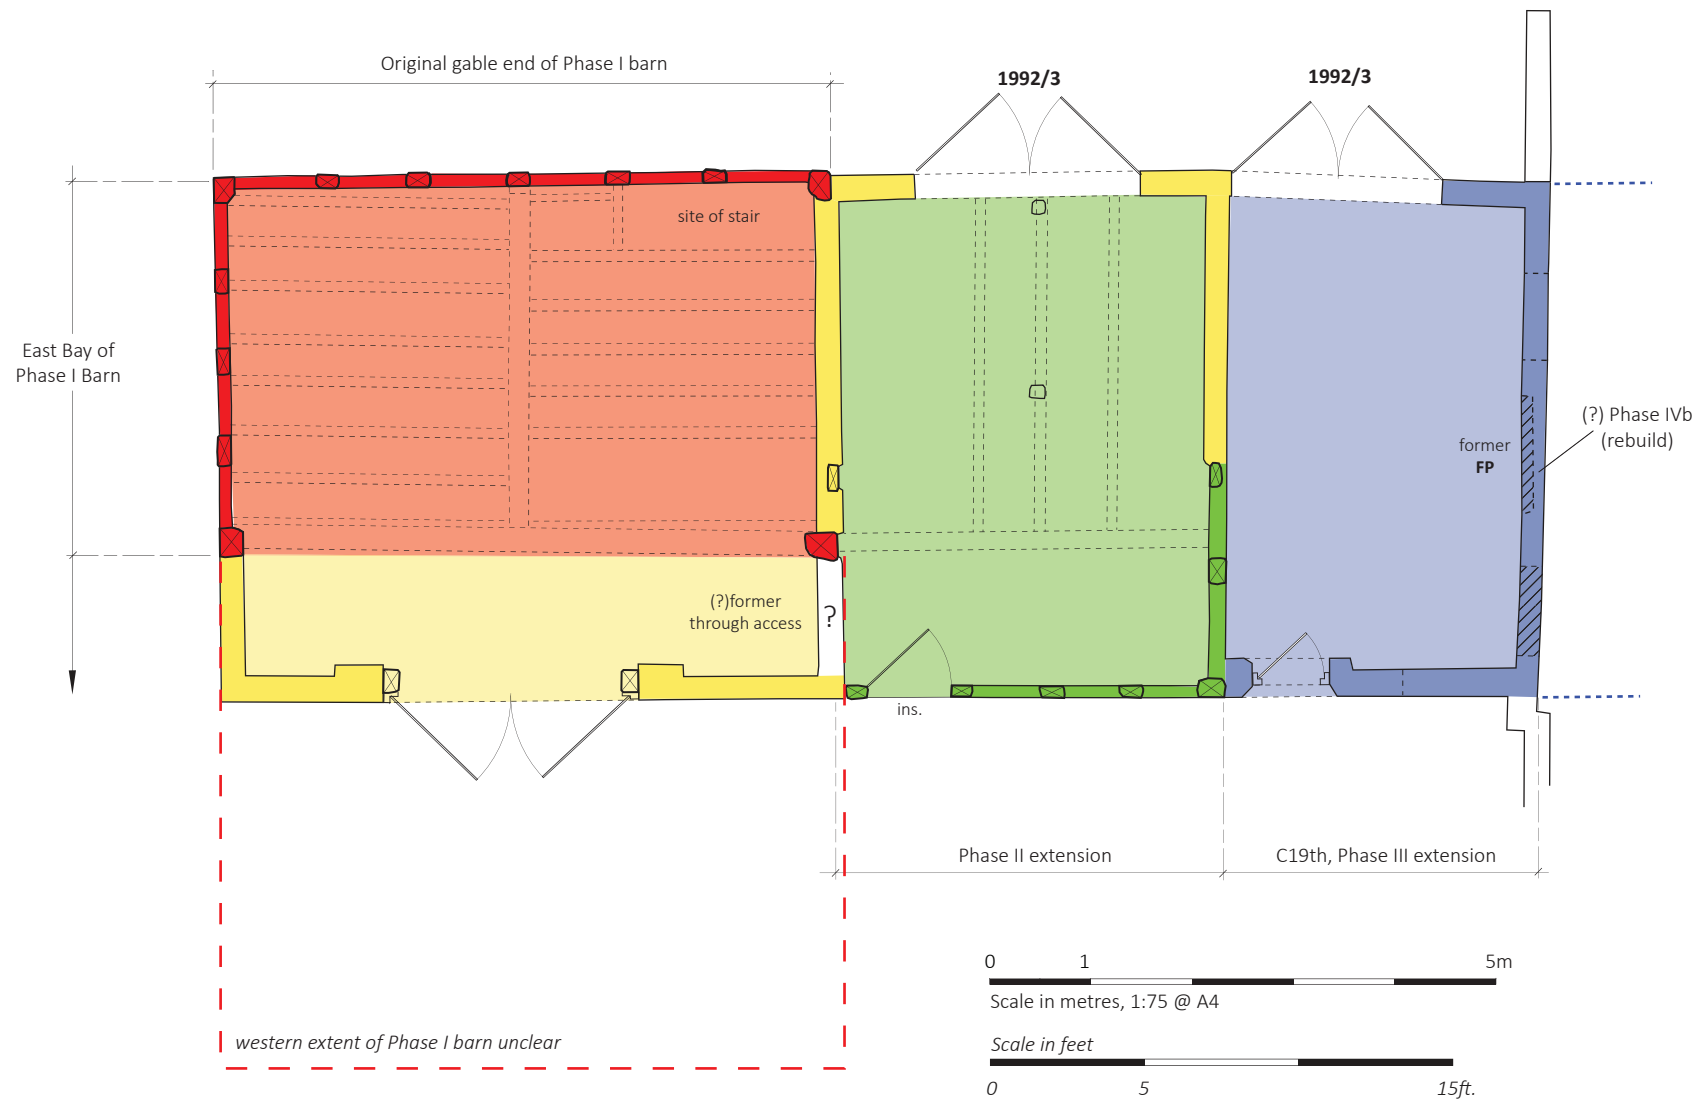 Original gable end of Phase I barn
1992/3
1992/3
site of stair
East Bay of
Phase I Barn
(?) Phase IVb
(rebuild)
former
FP
(?)former
through access
?
ins.
Phase II extension
C19th, Phase III extension
0 1 5m
Scale in metres, 1:75 @ A4
western extent of Phase I barn unclear
Scale in feet
0 5 15ft.